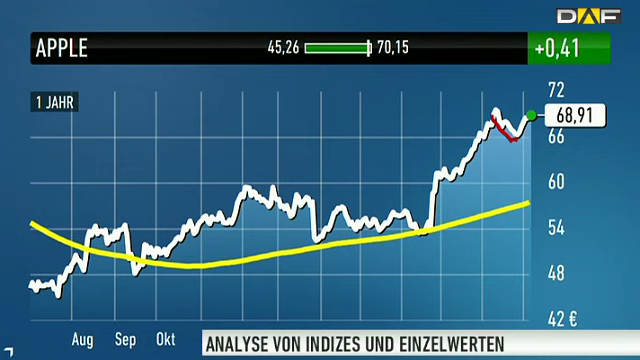 DAF
APPLE 45,26 70,15 +0,41
1 JAHR
72
68,91
66
60
54
48
42 €
Aug Sep Okt
ANALYSE VON INDIZES UND EINZELWERTEN